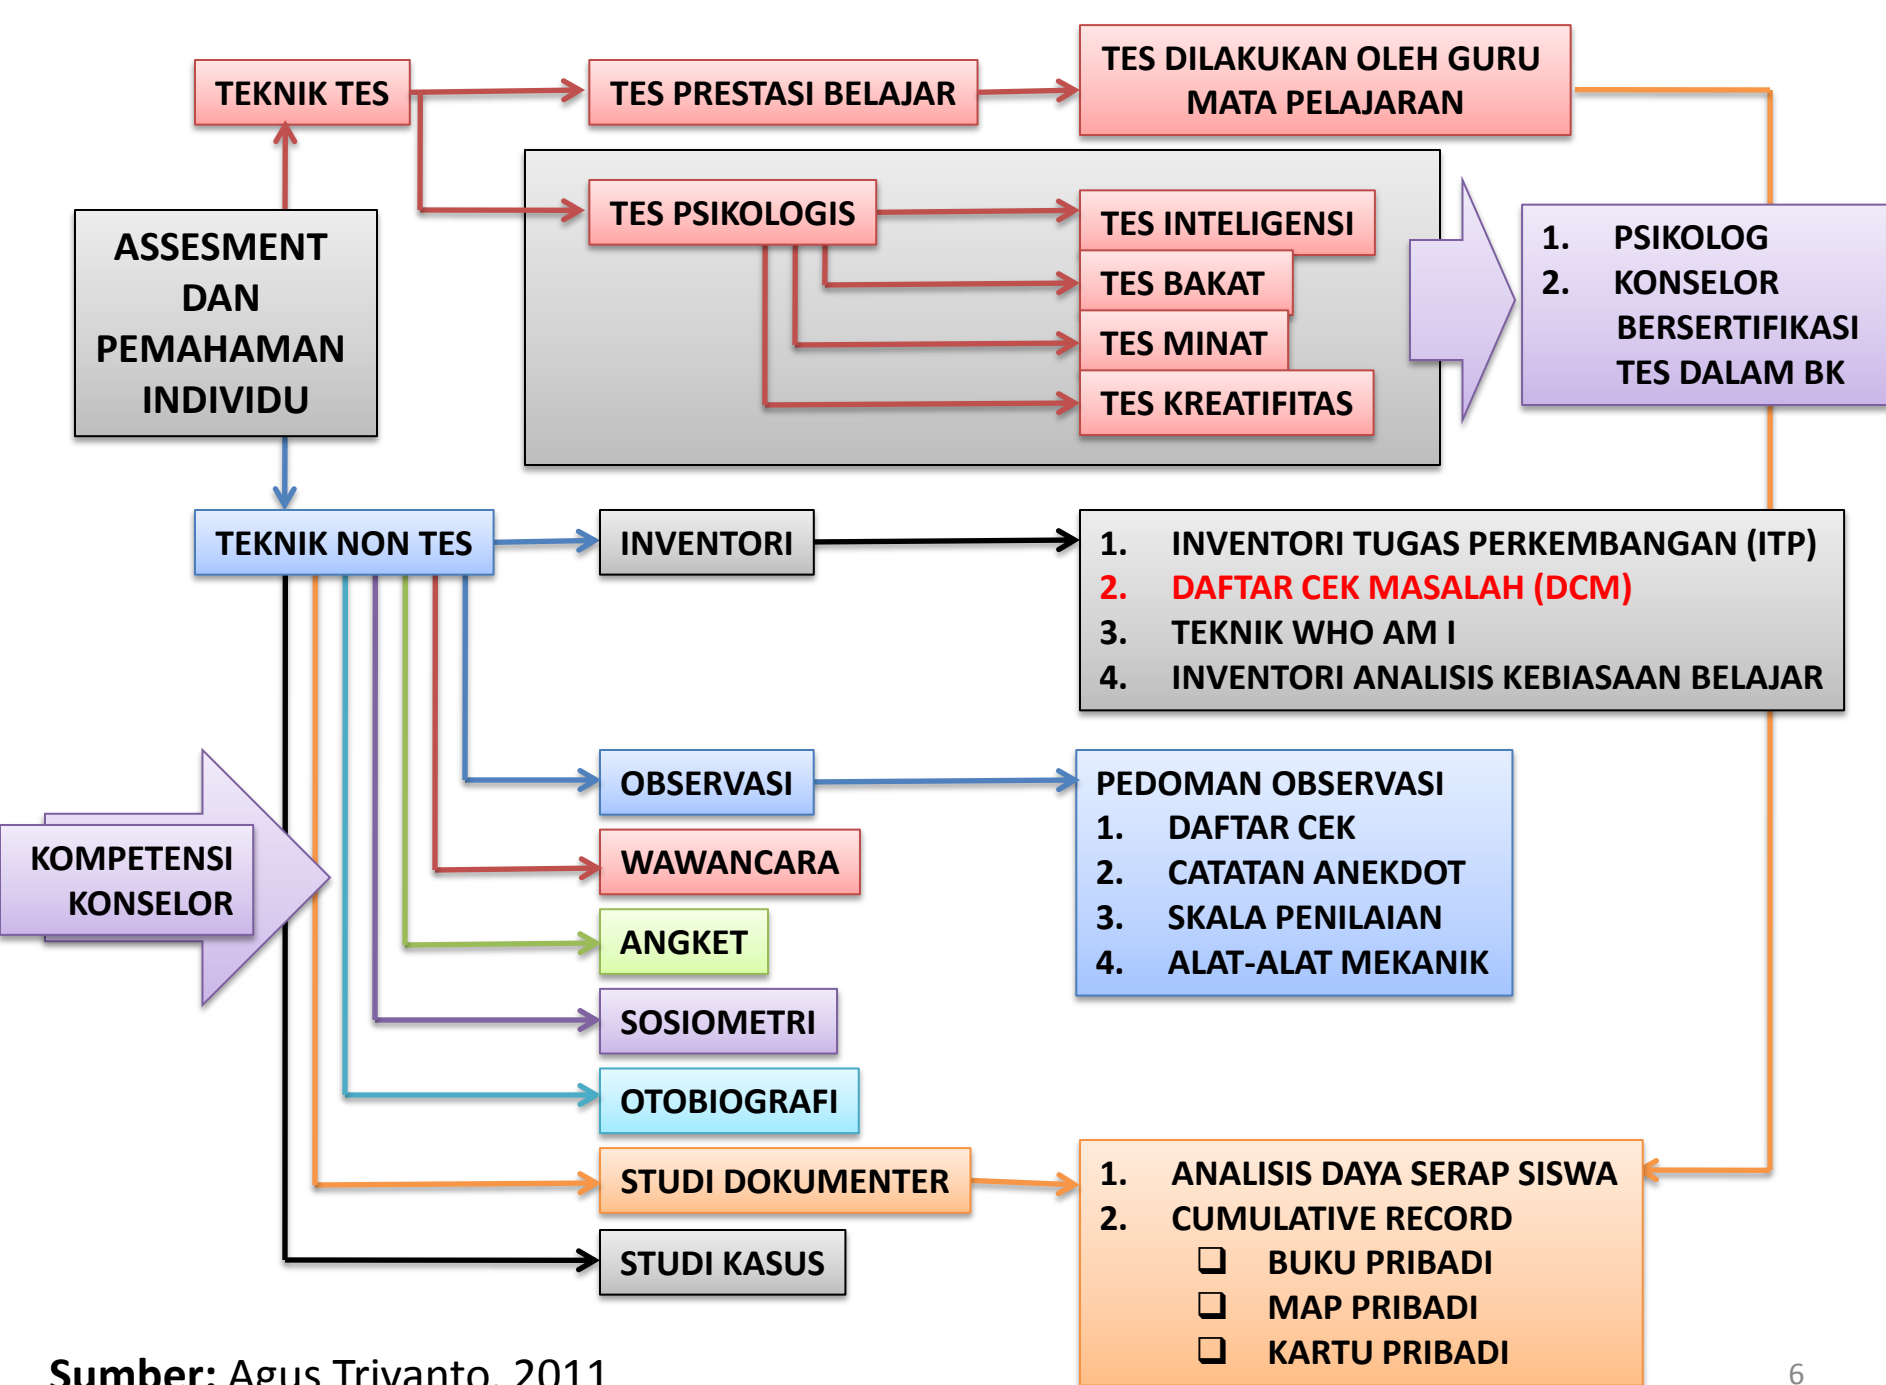 TEKNIK TES
TES PRESTASI BELAJAR
TES DILAKUKAN OLEH GURU
MATA PELAJARAN
ASSESMENT
DAN
PEMAHAMAN
INDIVIDU
TES PSIKOLOGIS
TES INTELIGENSI
TES BAKAT
TES MINAT
TES KREATIFITAS
1. PSIKOLOG
2. KONSELOR
BERSERTIFIKASI
TES DALAM BK
TEKNIK NON TES
INVENTORI
1. INVENTORI TUGAS PERKEMBANGAN (ITP)
2. DAFTAR CEK MASALAH (DCM)
3. TEKNIK WHO AM I
4. INVENTORI ANALISIS KEBIASAAN BELAJAR
KOMPETENSI
KONSELOR
OBSERVASI
PEDOMAN OBSERVASI
1. DAFTAR CEK
2. CATATAN ANEKDOT
3. SKALA PENILAIAN
4. ALAT-ALAT MEKANIK
WAWANCARA
ANGKET
SOSIOMETRI
OTOBIOGRAFI
STUDI DOKUMENTER
1. ANALISIS DAYA SERAP SISWA
2. CUMULATIVE RECORD
❑ BUKU PRIBADI
❑ MAP PRIBADI
❑ KARTU PRIBADI
STUDI KASUS
Sumber: Agus Triyanto, 2011
6